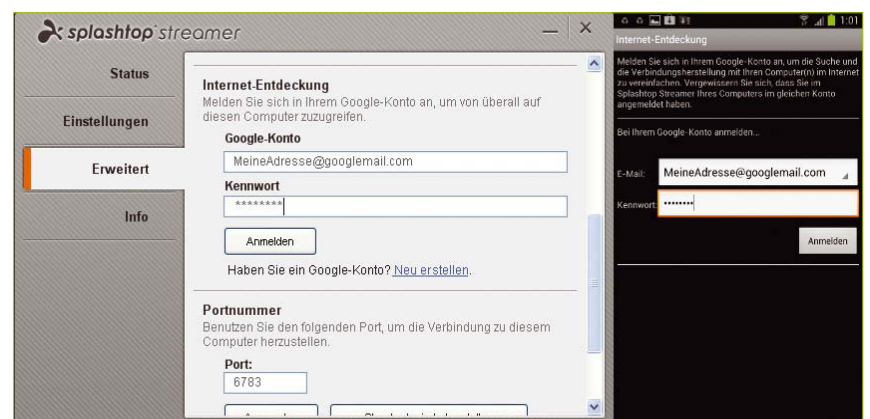 splashtop streamer
Status
Einstellungen
Erweitert
Info
Internet-Entdeckung
Melden Sie sich in Ihrem Google-Konto an, um von überall auf
diesen Computer zuzugreifen.
Google-Konto
MeineAdresse@googlemail.com
Kennwort
********
Anmelden
Haben Sie ein Google-Konto? Neu erstellen.
Portnummer
Benutzen Sie den folgenden Port, um die Verbindung zu diesem
Computer herzustellen.
Port:
6783
1:01
Internet-Entdeckung
Melden Sie sich in Ihrem Google-Konto an, um die Suche und
die Verbindungsherstellung mit Ihren Computer(n) im Internet
zu vereinfachen. Vergewissern Sie sich, dass Sie im
Splashtop Streamer Ihres Computers im gleichen Konto
angemeldet haben.
Bei Ihrem Google-Konto anmelden...
E-Mail: MeineAdresse@googlemail.com
Kennwort: ••••••••
Anmelden